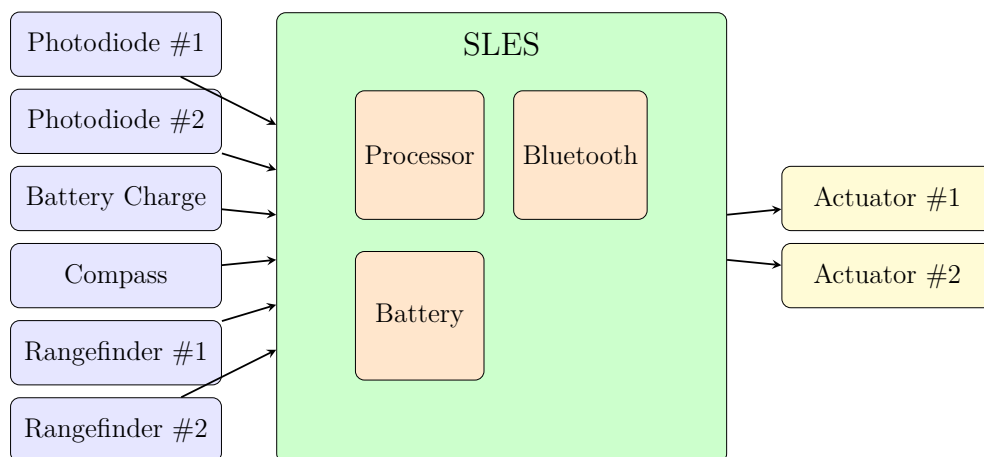 Photodiode #1
Photodiode #2
Battery Charge
Compass
Rangefinder #1
Rangefinder #2
SLES
Processor
Bluetooth
Battery
Actuator #1
Actuator #2